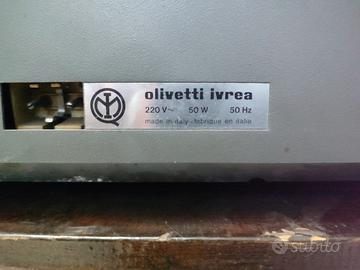 olivetti ivrea
220 V~ 50 W 50 Hz
made in italy - fabriqué en italie
subito